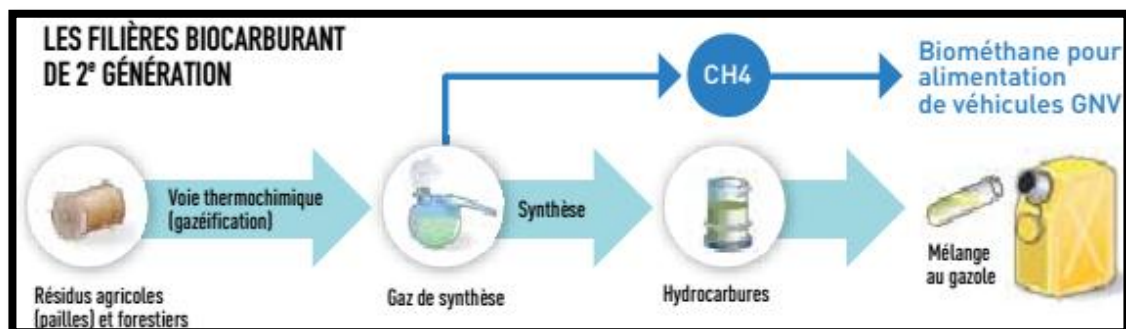 LES FILIÈRES BIOCARBURANT
DE 2e GÉNÉRATION
CH4
Biométhane pour
alimentation
de véhicules GNV
Voie thermochimique
(gazéification)
Synthèse
Résidus agricoles
(pailles) et forestiers
Gaz de synthèse
Hydrocarbures
Mélange
au gazole